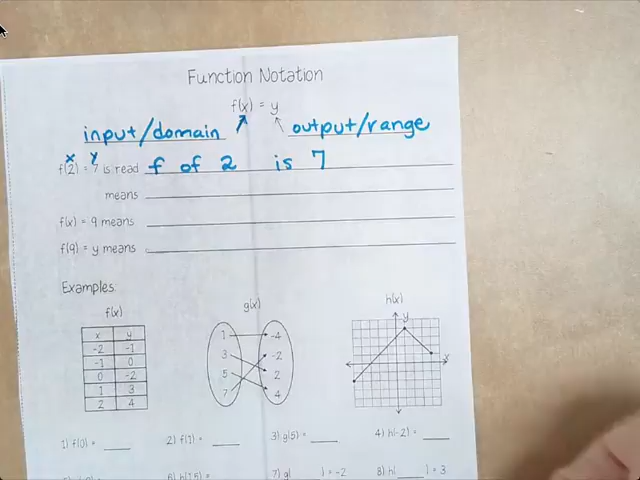 Function Notation
f(x) = y
input/domain output/range
x y
f(2) = 7 is read f of 2 is 7
means
f(x) = 9 means
f(9) = y means
Examples:
f(x) g(x) h(x)
x y
-2 -1
-1 0
0 -2
1 3
2 4
1 -4
3 -2
5 2
7 4
y
x
1) f(0) = 2) f(1) = 3) g(5) = 4) h(-2) =
7) g( ) = -2 8) h( ) = 3